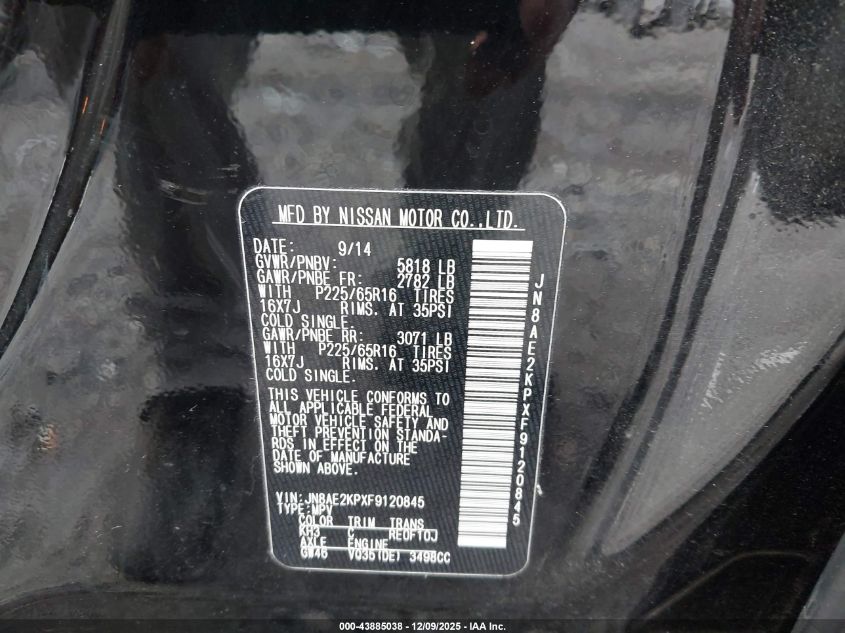 MFD BY NISSAN MOTOR CO.,LTD.
DATE: 9/14
GVWR/PNBV: 5818 LB
GAWR/PNBE FR: 2782 LB
WITH P225/65R16 TIRES
16X7J RIMS. AT 35PSI
COLD SINGLE.
GAWR/PNBE RR: 3071 LB
WITH P225/65R16 TIRES
16X7J RIMS. AT 35PSI
COLD SINGLE.
THIS VEHICLE CONFORMS TO
ALL APPLICABLE FEDERAL
MOTOR VEHICLE SAFETY AND
THEFT PREVENTION STANDA-
RDS IN EFFECT ON THE
DATE OF MANUFACTURE
SHOWN ABOVE.
VIN:JN8AE2KPXF9120845
TYPE:MPV
COLOR TRIM TRANS
KH3 C RE0F10J
AXLE ENGINE
GW46 VQ35(DE) 3498CC
JN8AE2KPXF9120845
000-43885038 - 12/09/2025 - IAA Inc.